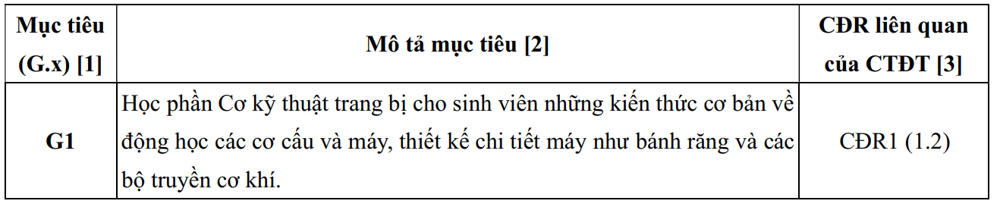 Mục tiêu
(G.x) [1]
Mô tả mục tiêu [2]
CĐR liên quan
của CTĐT [3]
G1
Học phần Cơ kỹ thuật trang bị cho sinh viên những kiến thức cơ bản về
động học các cơ cấu và máy, thiết kế chi tiết máy như bánh răng và các
bộ truyền cơ khí.
CĐR1 (1.2)